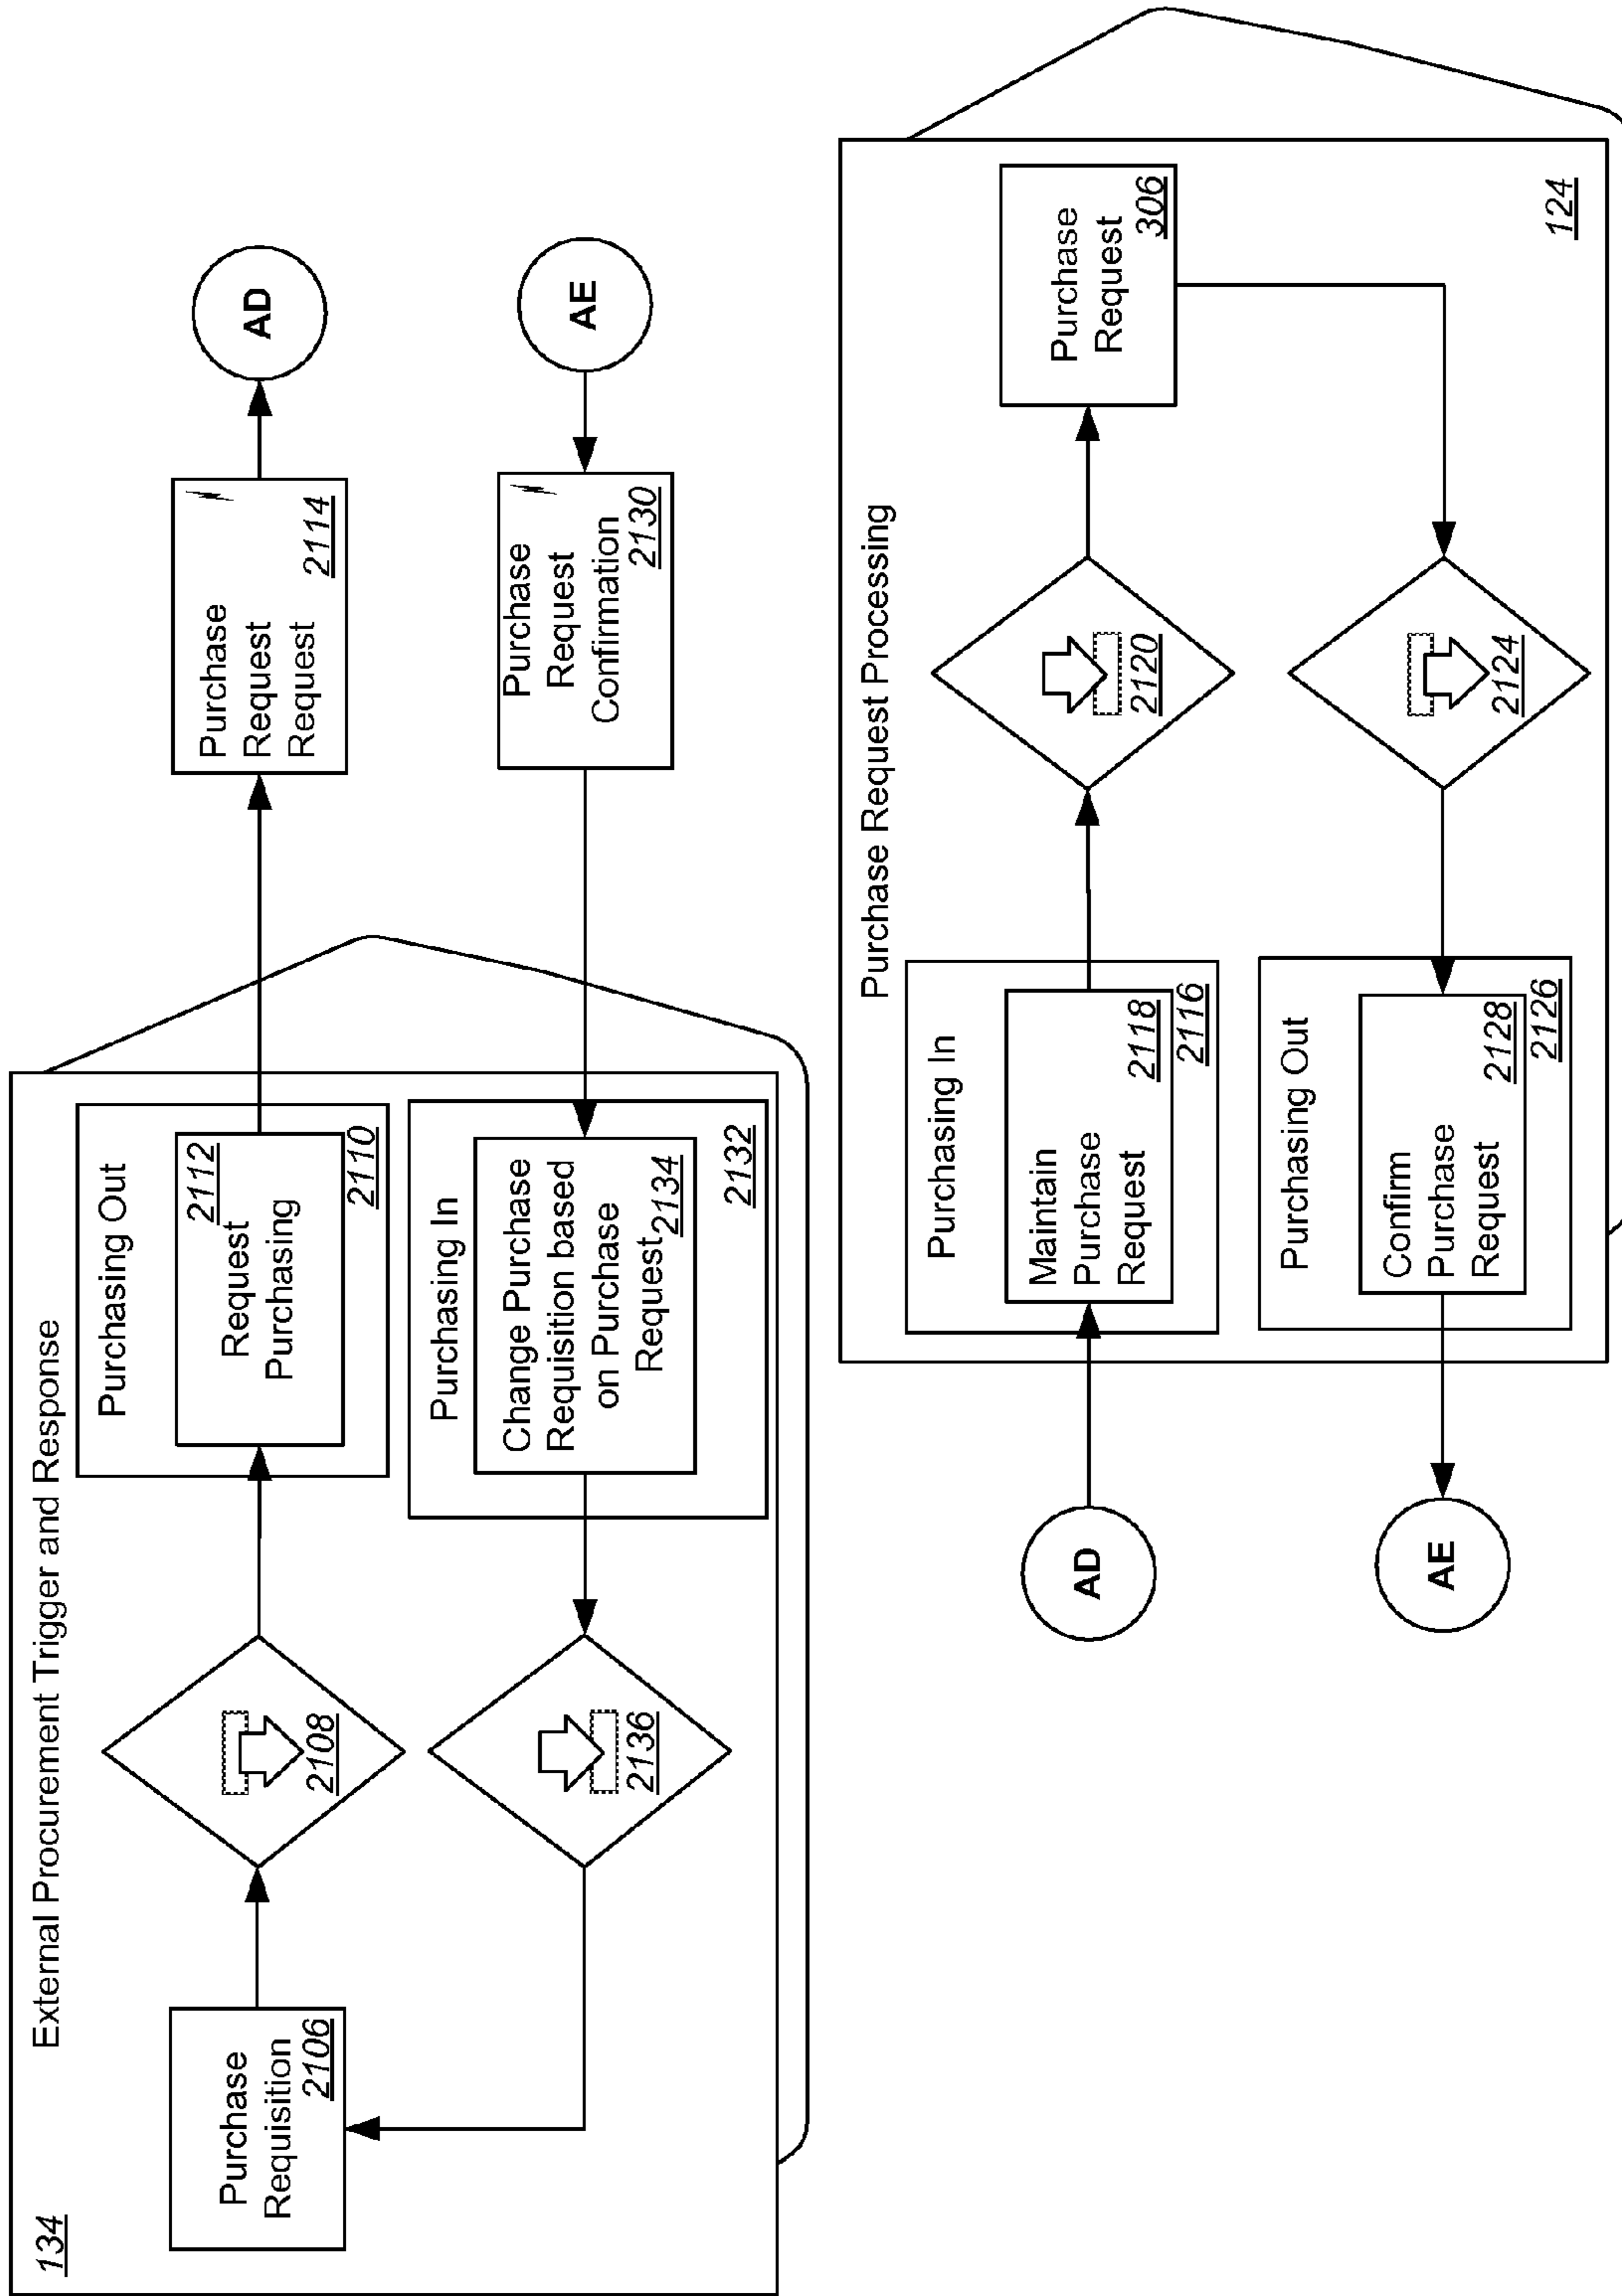 134
External Procurement Trigger and Response
Purchase
Requisition
2106
2108
Purchasing Out
2112
Request
Purchasing
2110
Purchase
Request
Request
2114
AD
2136
Purchasing In
Change Purchase
Requisition based
on Purchase
Request
2134
2132
Purchase
Request
Confirmation
2130
AE
Purchase Request Processing
AD
Purchasing In
Maintain
Purchase
Request
2118
2116
2120
Purchase
Request
306
AE
Purchasing Out
Confirm
Purchase
Request
2128
2126
2124
124